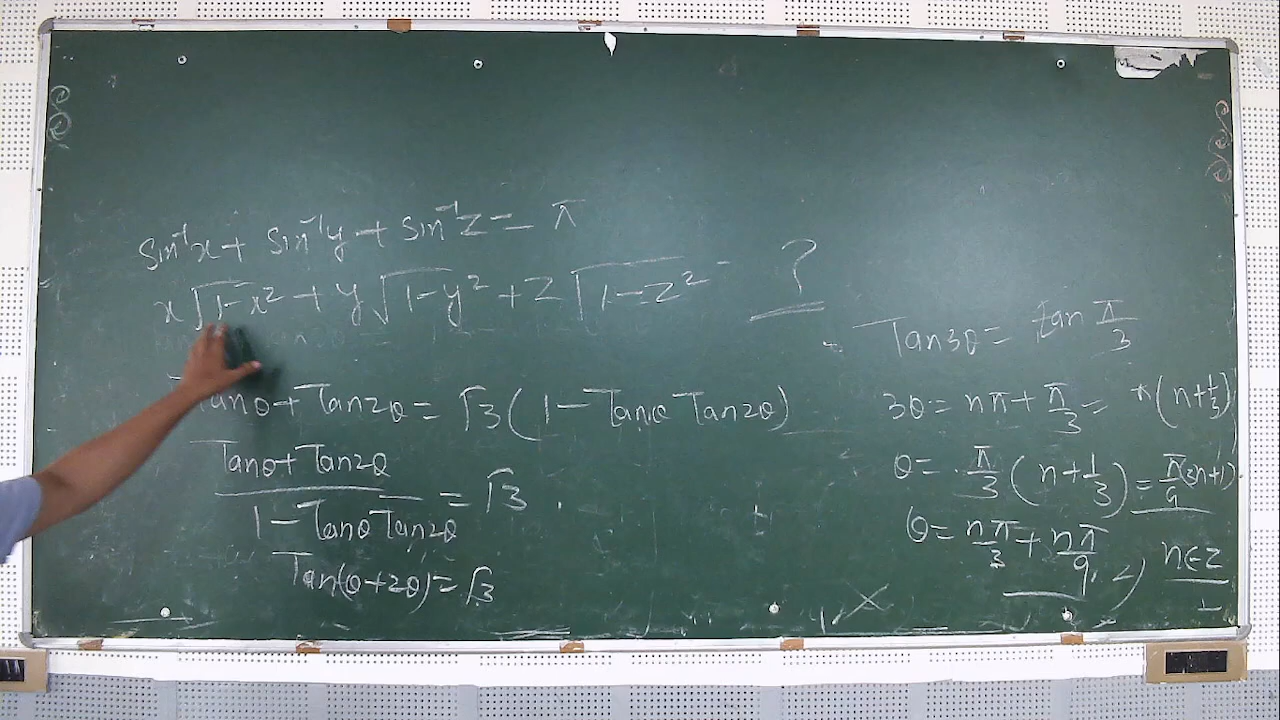 Sin⁻¹x + Sin⁻¹y + Sin⁻¹z = π
x√1-x² + y√1-y² + z√1-z² = ?
Tanθ + Tan2θ = √3(1 - Tanθ Tan2θ)
Tanθ + Tan2θ / 1 - Tanθ Tan2θ = √3
Tan(θ+2θ) = √3
Tan3θ = tan π/3
3θ = nπ + π/3 = π(n+1/3)
θ = π/3 (n + 1/3) = π/9 (3n+1)
θ = nπ/3 + nπ/9, n∈z